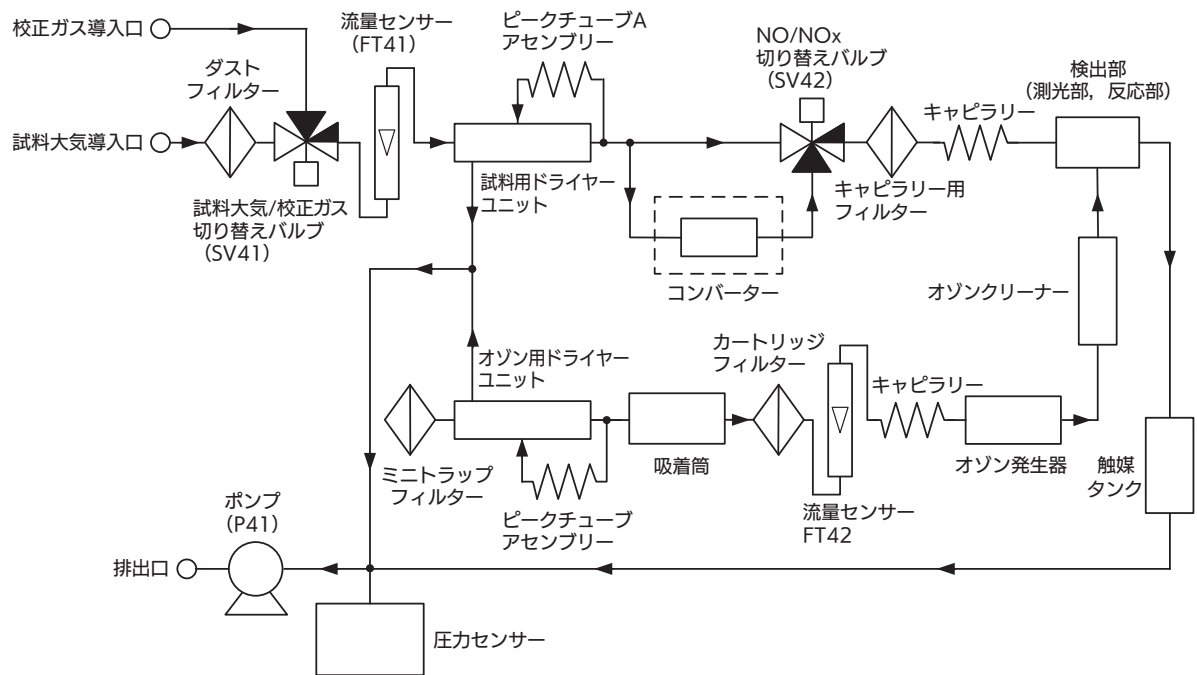 校正ガス導入口
流量センサー
(FT41)
ピークチューブA
アセンブリー
NO/NOx
切り替えバルブ
(SV42)
検出部
(測光部，反応部)
ダスト
フィルター
キャピラリー
試料大気導入口
試料大気/校正ガス
切り替えバルブ
(SV41)
試料用ドライヤー
ユニット
キャピラリー用
フィルター
コンバーター
オゾンクリーナー
オゾン用ドライヤー
ユニット
カートリッジ
フィルター
キャピラリー
ミニトラップ
フィルター
吸着筒
オゾン発生器
触媒
タンク
ピークチューブ
アセンブリー
流量センサー
FT42
ポンプ
(P41)
排出口
圧力センサー